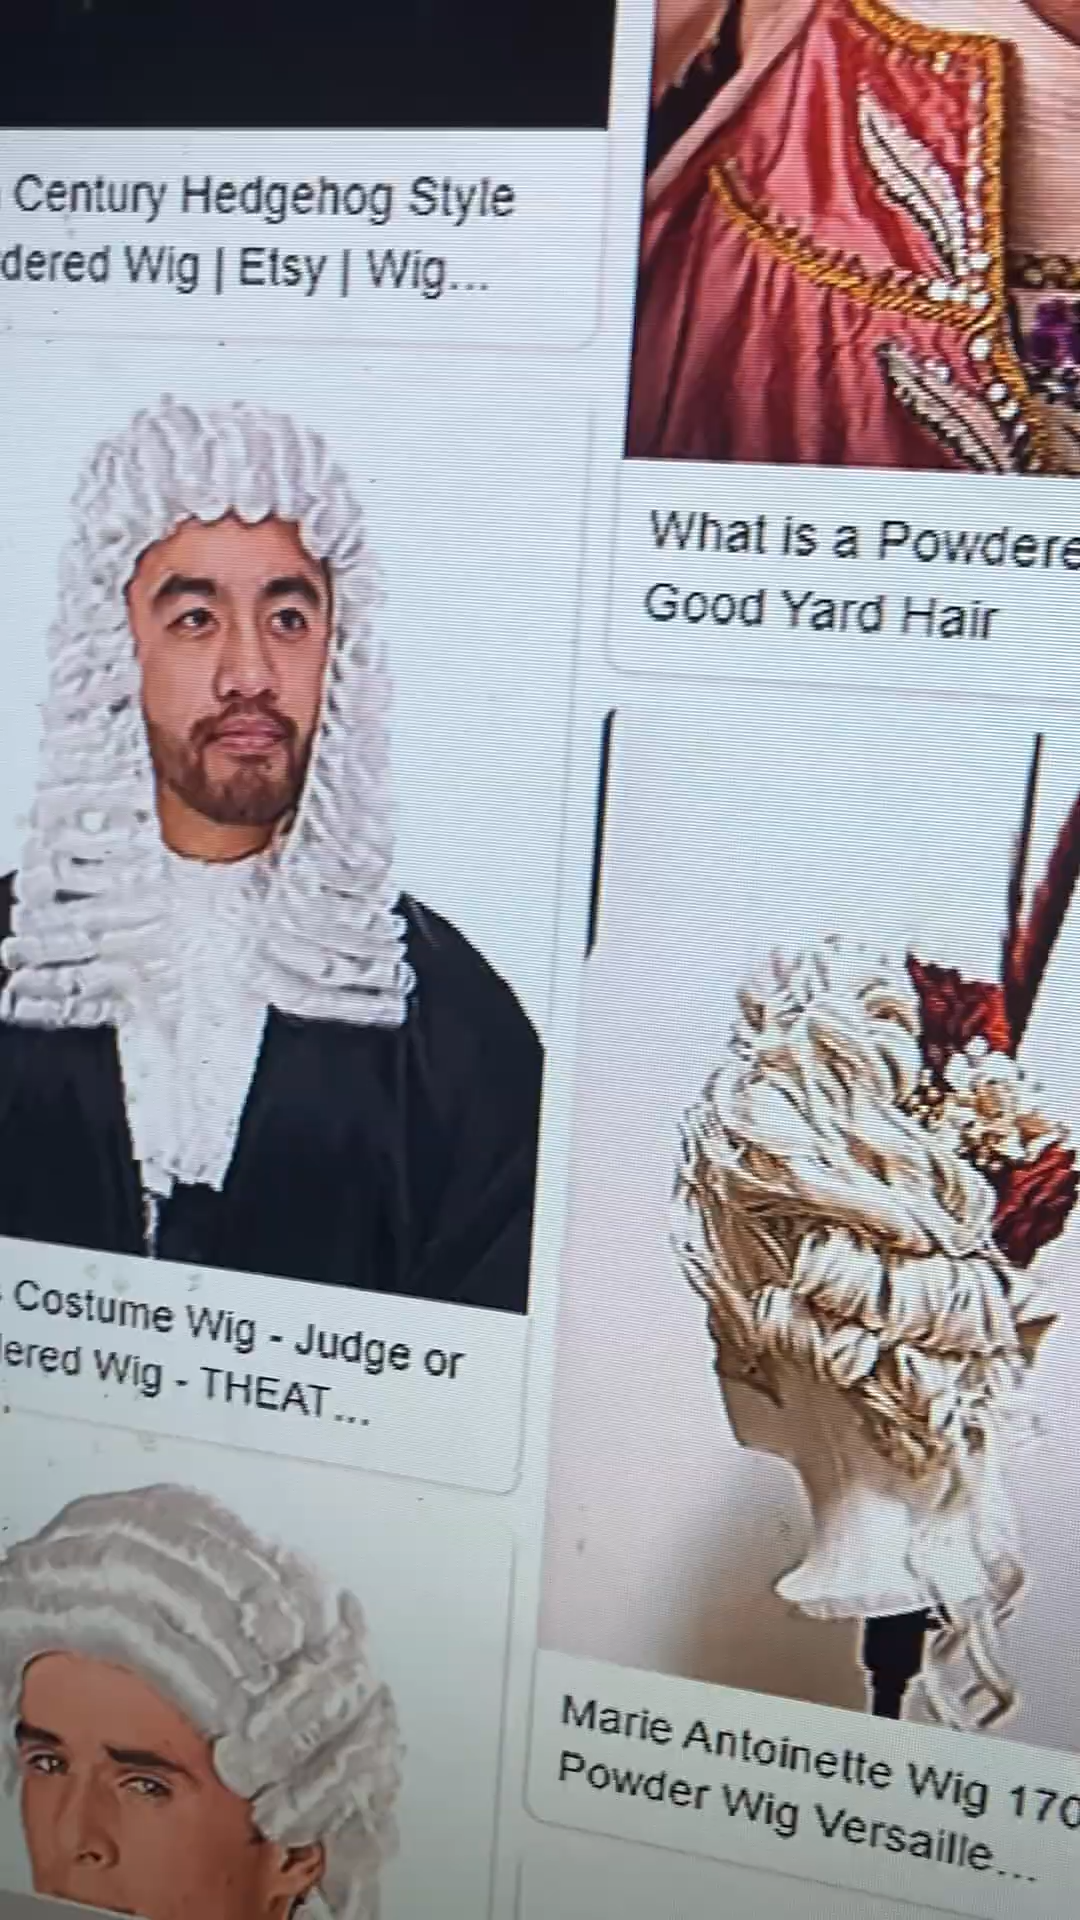 Century Hedgehog Style
dered Wig | Etsy | Wig...
What is a Powdere
Good Yard Hair
Costume Wig - Judge or
ered Wig - THEAT...
Marie Antoinette Wig 170
Powder Wig Versaille...